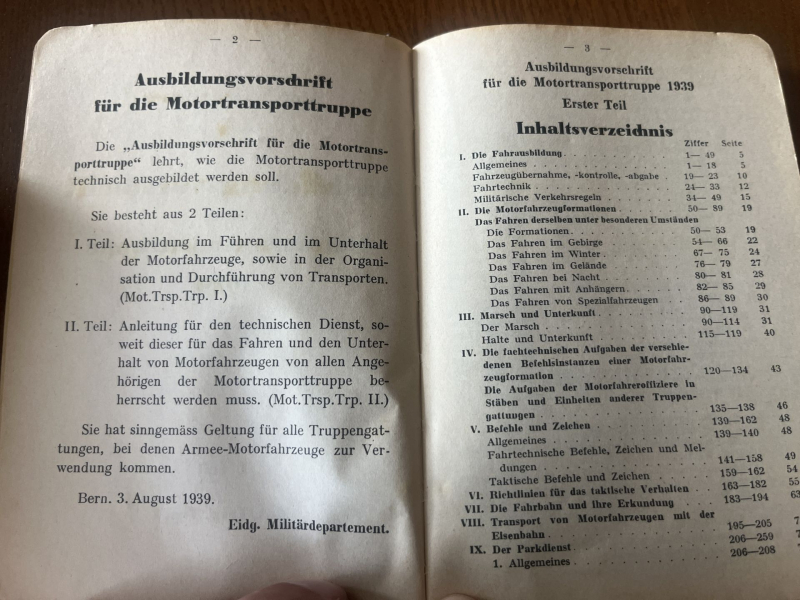 — 2 —
Ausbildungsvorschrift
für die Motortransporttruppe
Die „Ausbildungsvorschrift für die Motortrans-
porttruppe“ lehrt, wie die Motortransporttruppe
technisch ausgebildet werden soll.
Sie besteht aus 2 Teilen:
I. Teil: Ausbildung im Führen und im Unterhalt
der Motorfahrzeuge, sowie in der Organi-
sation und Durchführung von Transporten.
(Mot.Trsp.Trp. I.)
II. Teil: Anleitung für den technischen Dienst, so-
weit dieser für das Fahren und den Unter-
halt von Motorfahrzeugen von allen Ange-
hörigen der Motortransporttruppe be-
herrscht werden muss. (Mot.Trsp.Trp. II.)
Sie hat sinngemäss Geltung für alle Truppengat-
tungen, bei denen Armee-Motorfahrzeuge zur Ver-
wendung kommen.
Bern. 3. August 1939.
Eidg. Militärdepartement.
— 3 —
Ausbildungsvorschrift
für die Motortransporttruppe 1939
Erster Teil
Inhaltsverzeichnis
Ziffer Seite
I. Die Fahrausbildung. 1— 49 5
Allgemeines 1— 18 5
Fahrzeugübernahme, -kontrolle, -abgabe 19— 23 10
Fahrtechnik 24— 33 12
Militärische Verkehrsregeln 34— 49 15
II. Die Motorfahrzeugformationen 50— 89 19
Das Fahren derselben unter besonderen Umständen
Die Formationen 50— 53 19
Das Fahren im Gebirge 54— 66 22
Das Fahren im Winter 67— 75 24
Das Fahren im Gelände 76— 79 27
Das Fahren bei Nacht 80— 81 28
Das Fahren mit Anhängern 82— 85 29
Das Fahren von Spezialfahrzeugen 86— 89 30
III. Marsch und Unterkunft 90—119 31
Der Marsch 90—114 31
Halte und Unterkunft 115—119 40
IV. Die fachtechnischen Aufgaben der verschie-
denen Befehlsinstanzen einer Motorfahr-
zeugformation 120—134 43
Die Aufgaben der Motorfahreroffiziere in
Stäben und Einheiten anderer Truppen-
gattungen 135—138 46
V. Befehle und Zeichen 139—162 48
Allgemeines 139—140 48
Fahrtechnische Befehle, Zeichen und Mel-
dungen 141—158 49
Taktische Befehle und Zeichen 159—162 54
VI. Richtlinien für das taktische Verhalten 163—182 55
VII. Die Fahrbahn und ihre Erkundung 183—194 63
VIII. Transport von Motorfahrzeugen mit der
Eisenbahn 195—205
IX. Der Parkdienst 206—259
1. Allgemeines 206—208